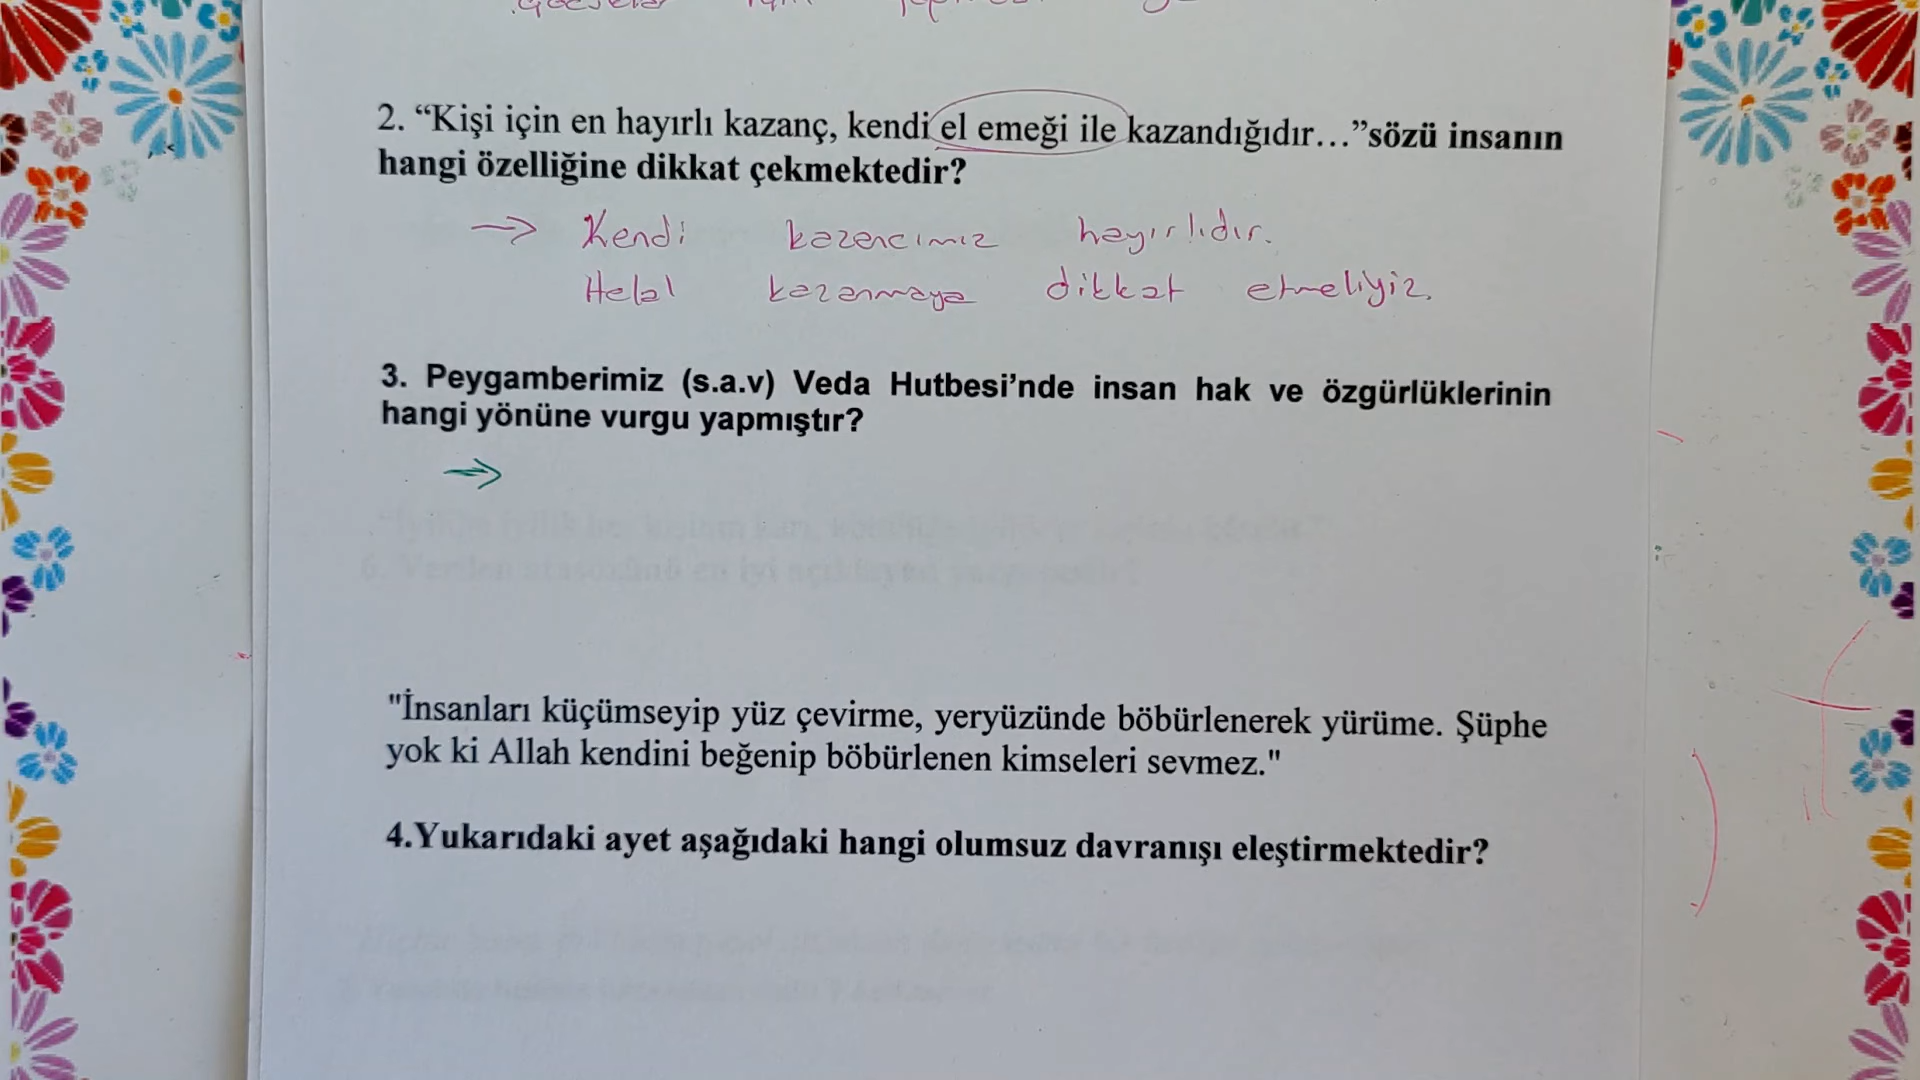 için
2. “Kişi için en hayırlı kazanç, kendi el emeği ile kazandığıdır…”sözü insanın
hangi özelliğine dikkat çekmektedir?
→ Kendi kazancımız hayırlıdır.
Helal kazanmaya dikkat etmeliyiz.
3. Peygamberimiz (s.a.v) Veda Hutbesi’nde insan hak ve özgürlüklerinin
hangi yönüne vurgu yapmıştır?
→
"İnsanları küçümseyip yüz çevirme, yeryüzünde böbürlenerek yürüme. Şüphe
yok ki Allah kendini beğenip böbürlenen kimseleri sevmez."
4.Yukarıdaki ayet aşağıdaki hangi olumsuz davranışı eleştirmektedir?